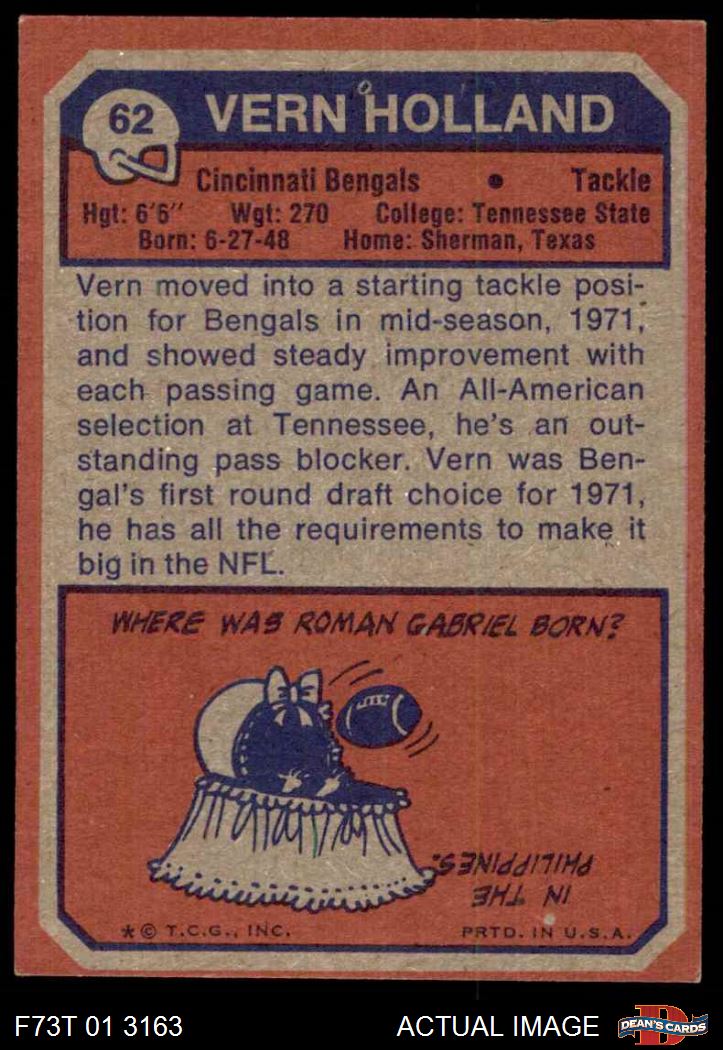 62
VERN HOLLAND
Cincinnati Bengals • Tackle
Hgt: 6'6" Wgt: 270 College: Tennessee State
Born: 6-27-48 Home: Sherman, Texas
Vern moved into a starting tackle posi-
tion for Bengals in mid-season, 1971,
and showed steady improvement with
each passing game. An All-American
selection at Tennessee, he's an out-
standing pass blocker. Vern was Ben-
gal's first round draft choice for 1971,
he has all the requirements to make it
big in the NFL.
WHERE WAS ROMAN GABRIEL BORN?
IN THE
PHILIPPINES.
*© T.C.G., INC. PRTD. IN U.S.A.
F73T 01 3163 ACTUAL IMAGE
D
DEAN'S CARDS